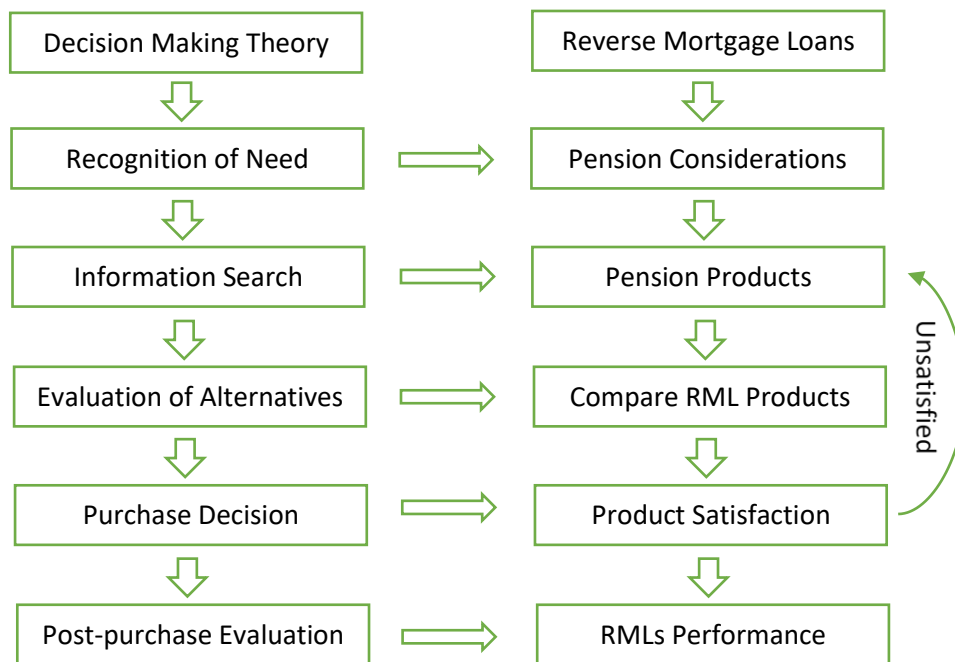 Decision Making Theory
Reverse Mortgage Loans
Recognition of Need
Pension Considerations
Information Search
Pension Products
Evaluation of Alternatives
Compare RML Products
Unsatisfied
Purchase Decision
Product Satisfaction
Post-purchase Evaluation
RMLs Performance